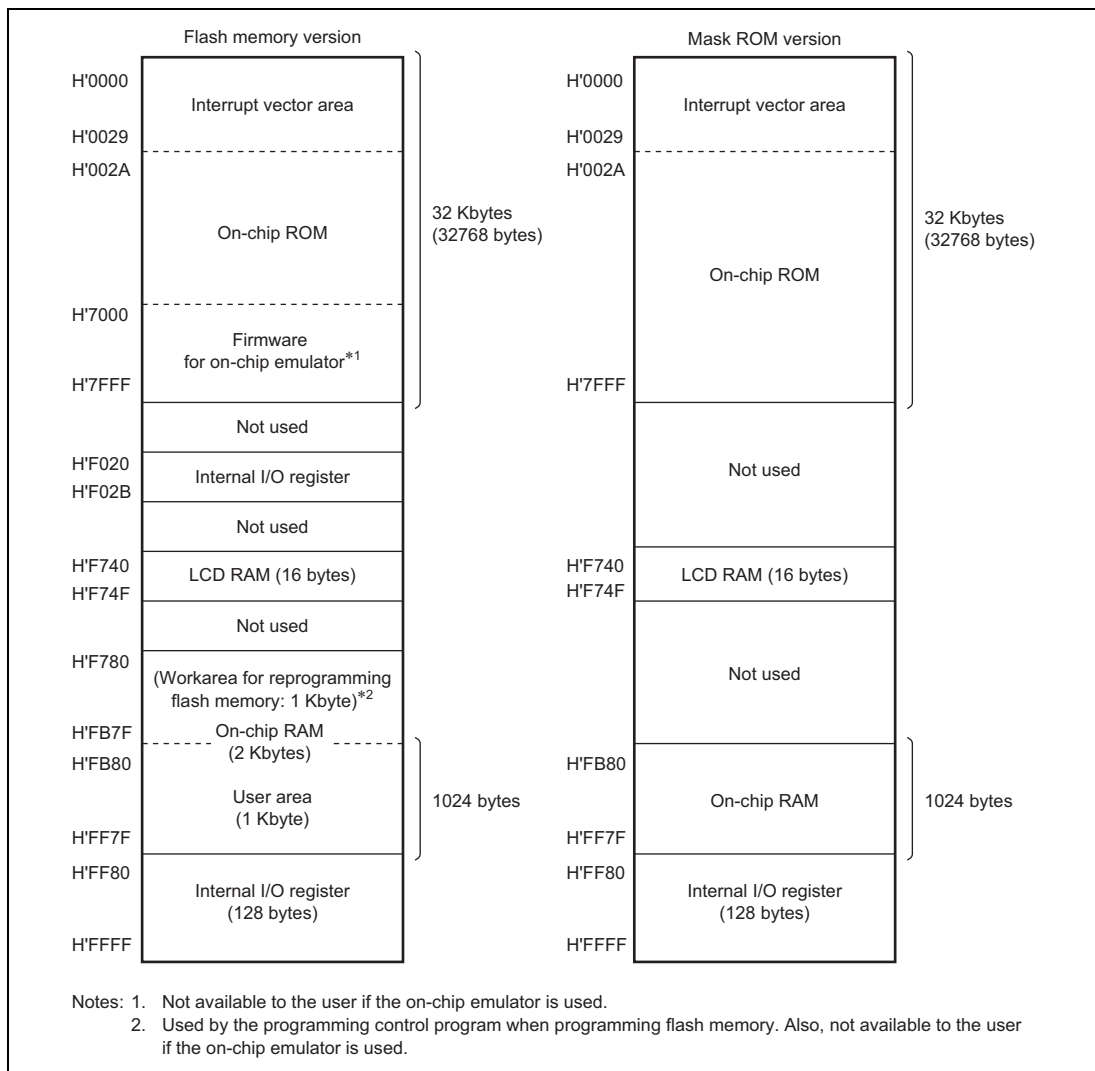 Flash memory version
H'0000
Interrupt vector area
H'0029
H'002A
On-chip ROM
32 Kbytes
(32768 bytes)
H'7000
Firmware
for on-chip emulator*1
H'7FFF
Not used
H'F020
Internal I/O register
H'F02B
Not used
H'F740
LCD RAM (16 bytes)
H'F74F
Not used
H'F780
(Workarea for reprogramming
flash memory: 1 Kbyte)*2
H'FB7F
On-chip RAM
(2 Kbytes)
H'FB80
User area
(1 Kbyte)
1024 bytes
H'FF7F
H'FF80
Internal I/O register
(128 bytes)
H'FFFF
Mask ROM version
H'0000
Interrupt vector area
H'0029
H'002A
32 Kbytes
(32768 bytes)
On-chip ROM
H'7FFF
Not used
H'F740
LCD RAM (16 bytes)
H'F74F
Not used
H'FB80
On-chip RAM
1024 bytes
H'FF7F
H'FF80
Internal I/O register
(128 bytes)
H'FFFF
Notes: 1. Not available to the user if the on-chip emulator is used.
2. Used by the programming control program when programming flash memory. Also, not available to the user
if the on-chip emulator is used.